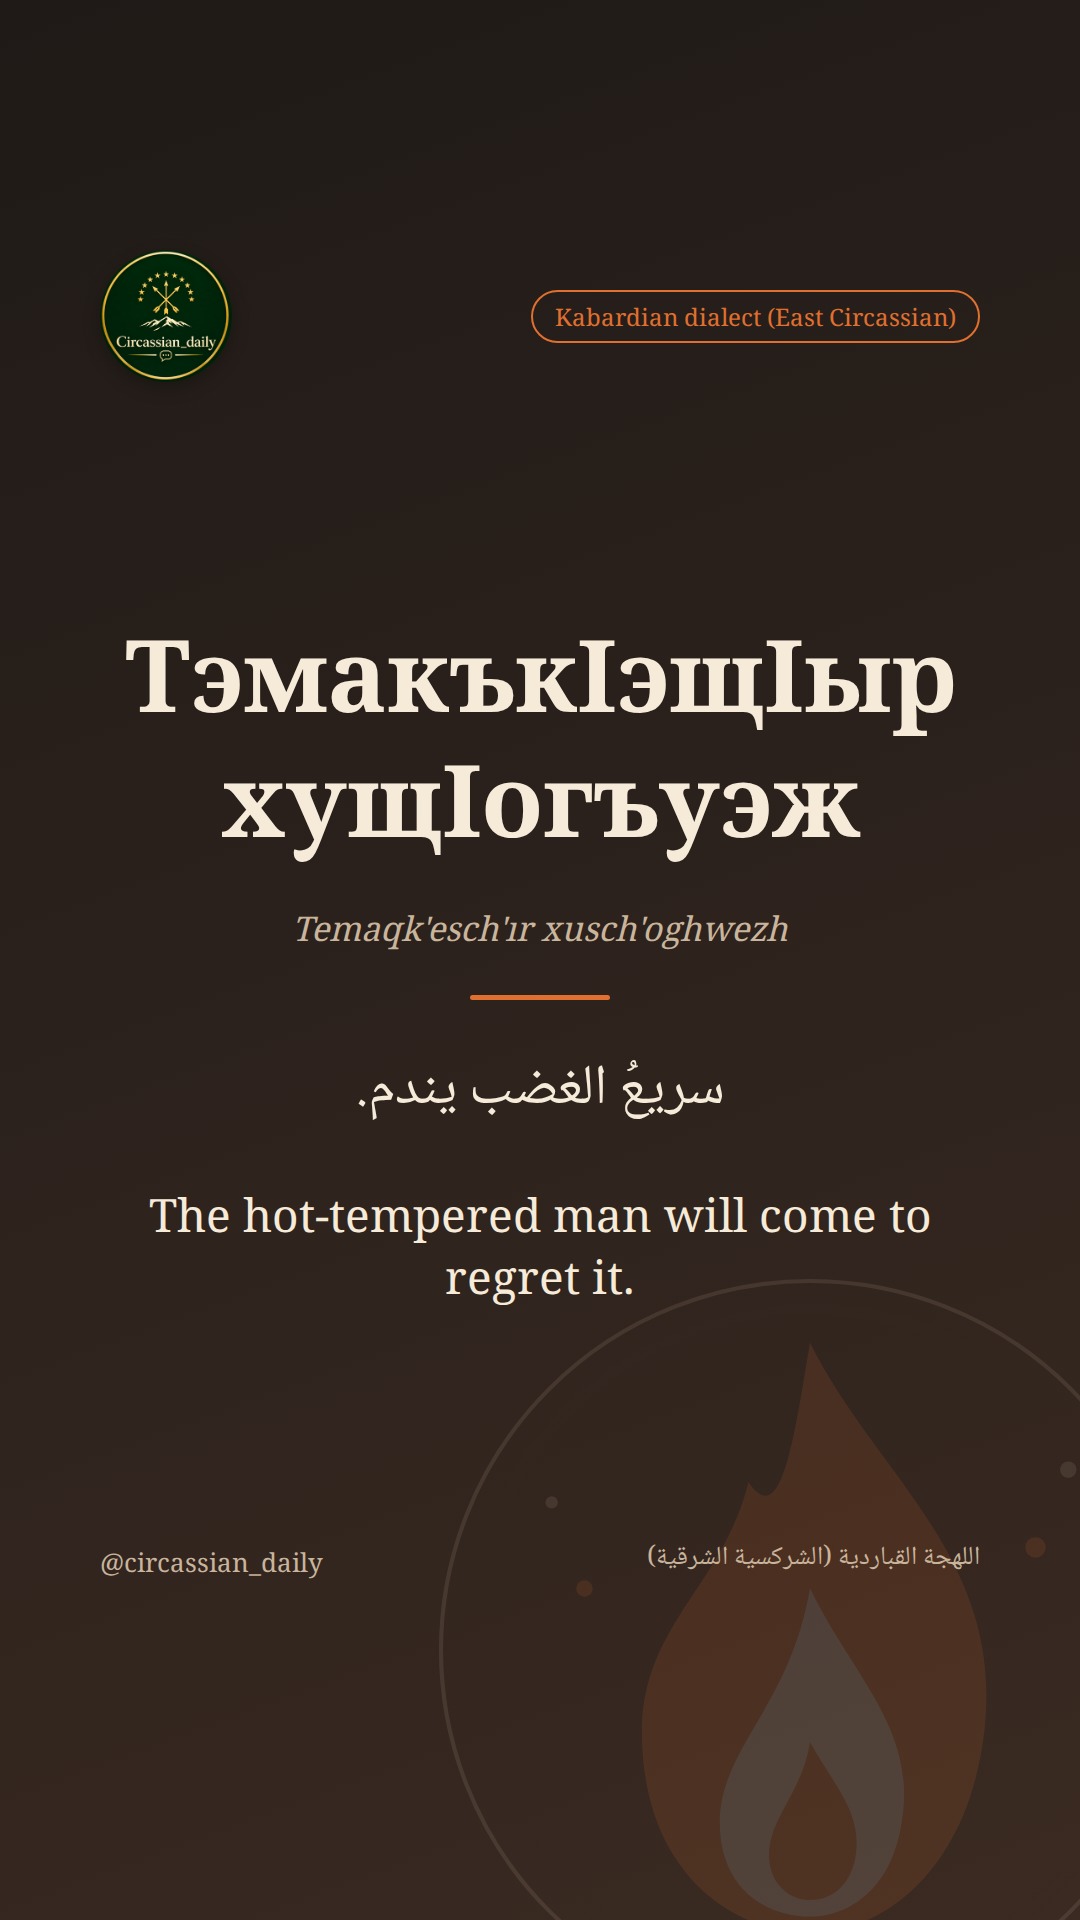 Circassian_daily
Kabardian dialect (East Circassian)
ТэмакъкӀэщӀыр
хущӀогъуэж
Temaqk'esch'ır xusch'oghwezh
سريعُ الغضب يندم.
The hot-tempered man will come to
regret it.
@circassian_daily
اللهجة القباردية (الشركسية الشرقية)